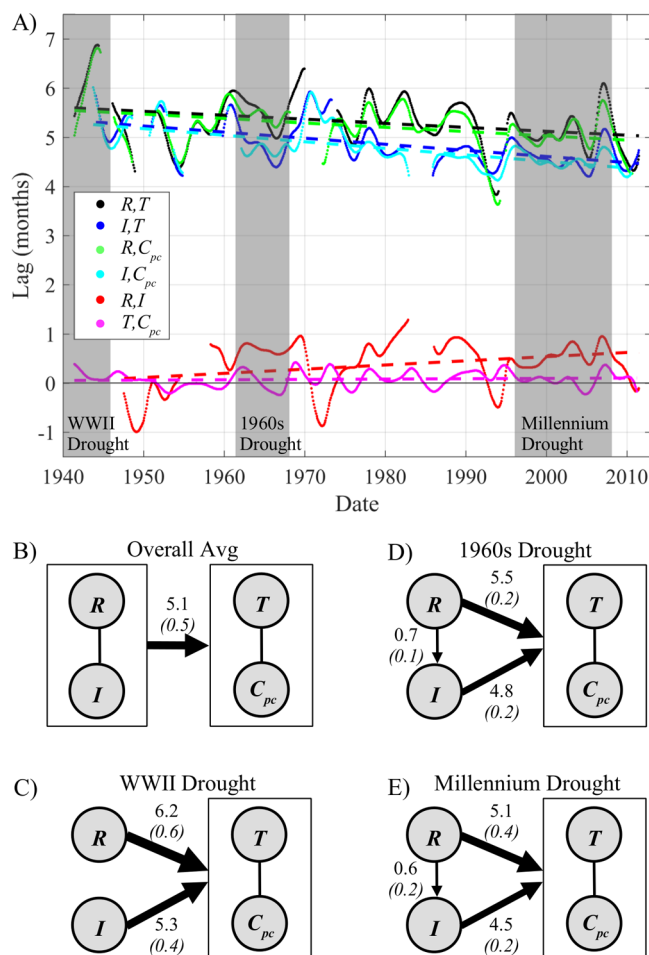 A)
7
6
5
4
3
2
1
0
-1
Lag (months)
R,T
I,T
R,Cpc
I,Cpc
R,I
T,Cpc
WWII
Drought
1960s
Drought
Millennium
Drought
1940 1950 1960 1970 1980 1990 2000 2010
Date
B)
Overall Avg
R
I
5.1
(0.5)
T
Cpc
D)
1960s Drought
R
I
5.5
(0.2)
0.7
(0.1)
4.8
(0.2)
T
Cpc
C)
WWII Drought
R
I
6.2
(0.6)
5.3
(0.4)
T
Cpc
E)
Millennium Drought
R
I
5.1
(0.4)
0.6
(0.2)
4.5
(0.2)
T
Cpc